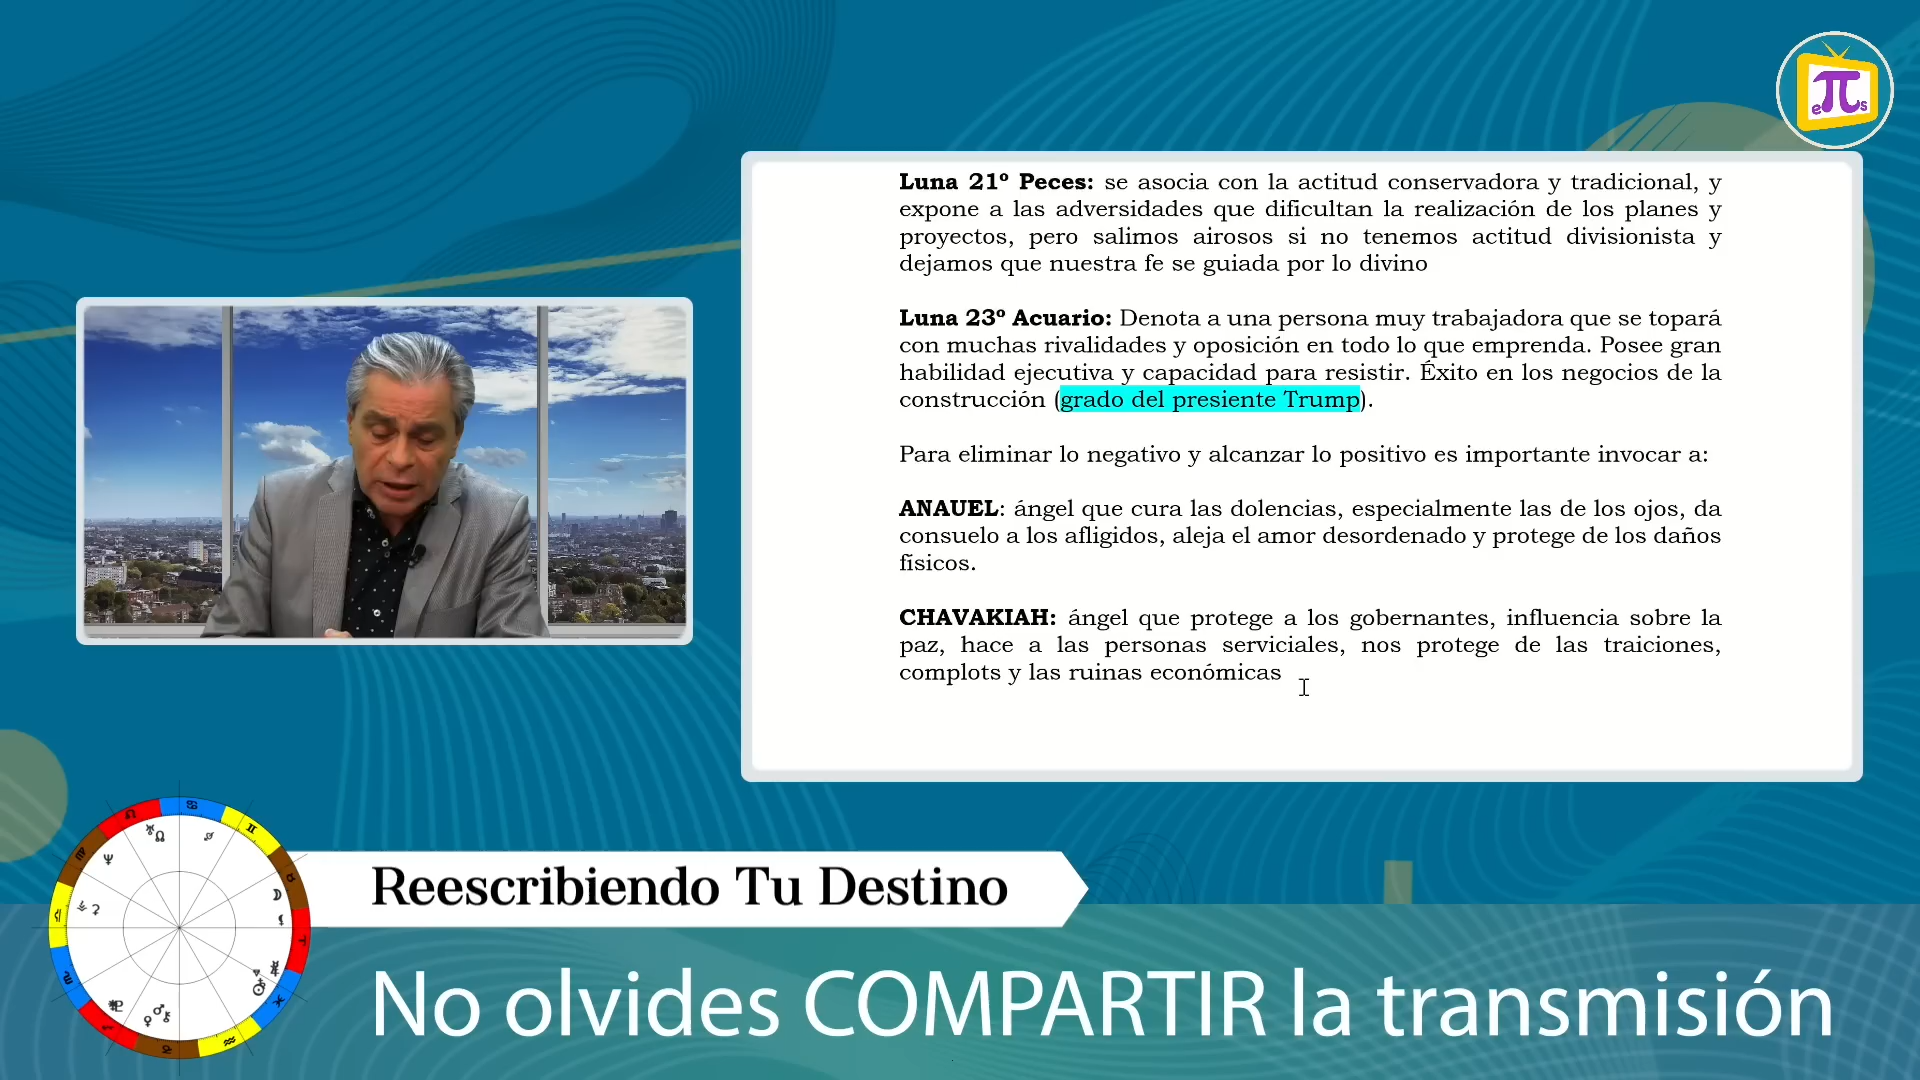 eπs
Luna 21º Peces: se asocia con la actitud conservadora y tradicional, y
expone a las adversidades que dificultan la realización de los planes y
proyectos, pero salimos airosos si no tenemos actitud divisionista y
dejamos que nuestra fe se guiada por lo divino
Luna 23º Acuario: Denota a una persona muy trabajadora que se topará
con muchas rivalidades y oposición en todo lo que emprenda. Posee gran
habilidad ejecutiva y capacidad para resistir. Éxito en los negocios de la
construcción (grado del presiente Trump).
Para eliminar lo negativo y alcanzar lo positivo es importante invocar a:
ANAUEL: ángel que cura las dolencias, especialmente las de los ojos, da
consuelo a los afligidos, aleja el amor desordenado y protege de los daños
físicos.
CHAVAKIAH: ángel que protege a los gobernantes, influencia sobre la
paz, hace a las personas serviciales, nos protege de las traiciones,
complots y las ruinas económicas
Reescribiendo Tu Destino
No olvides COMPARTIR la transmisión